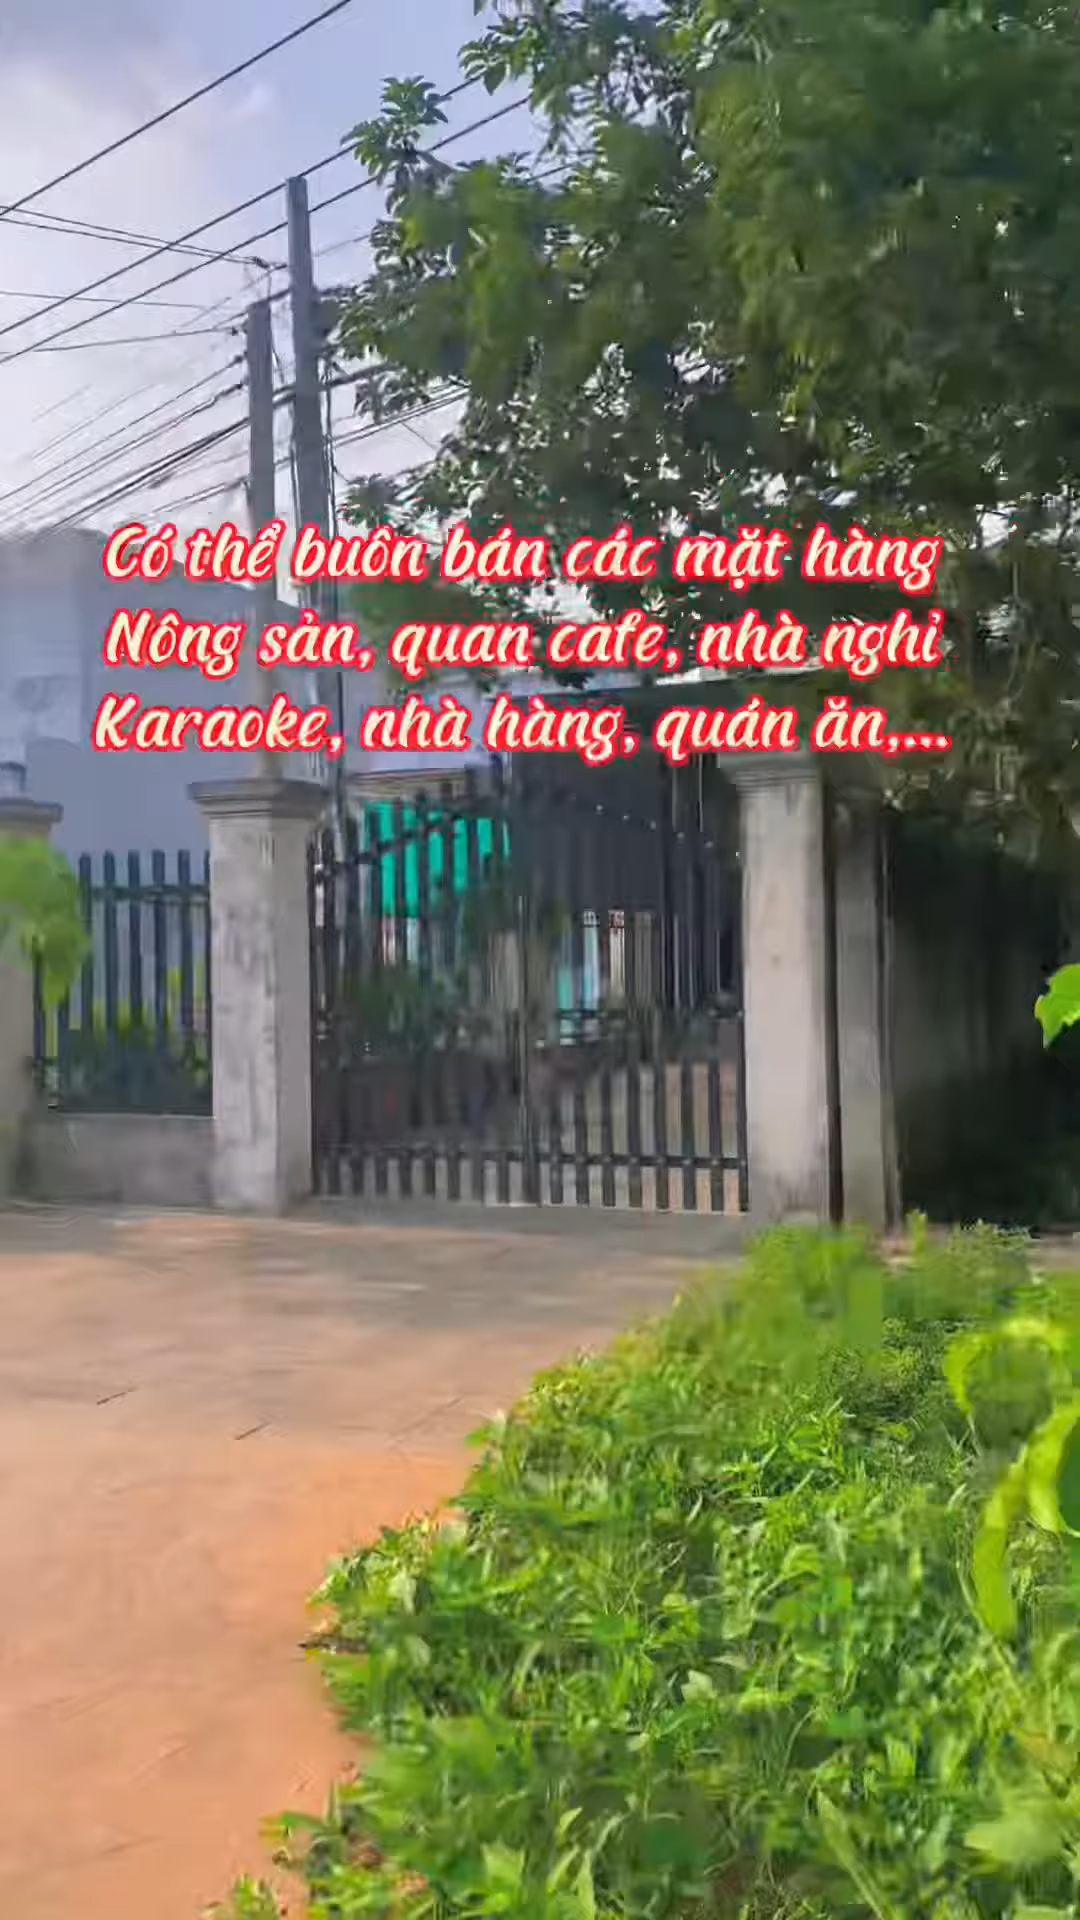 Có thể buôn bán các mặt hàng
Nông sản, quan cafe, nhà nghỉ
Karaoke, nhà hàng, quán ăn,...